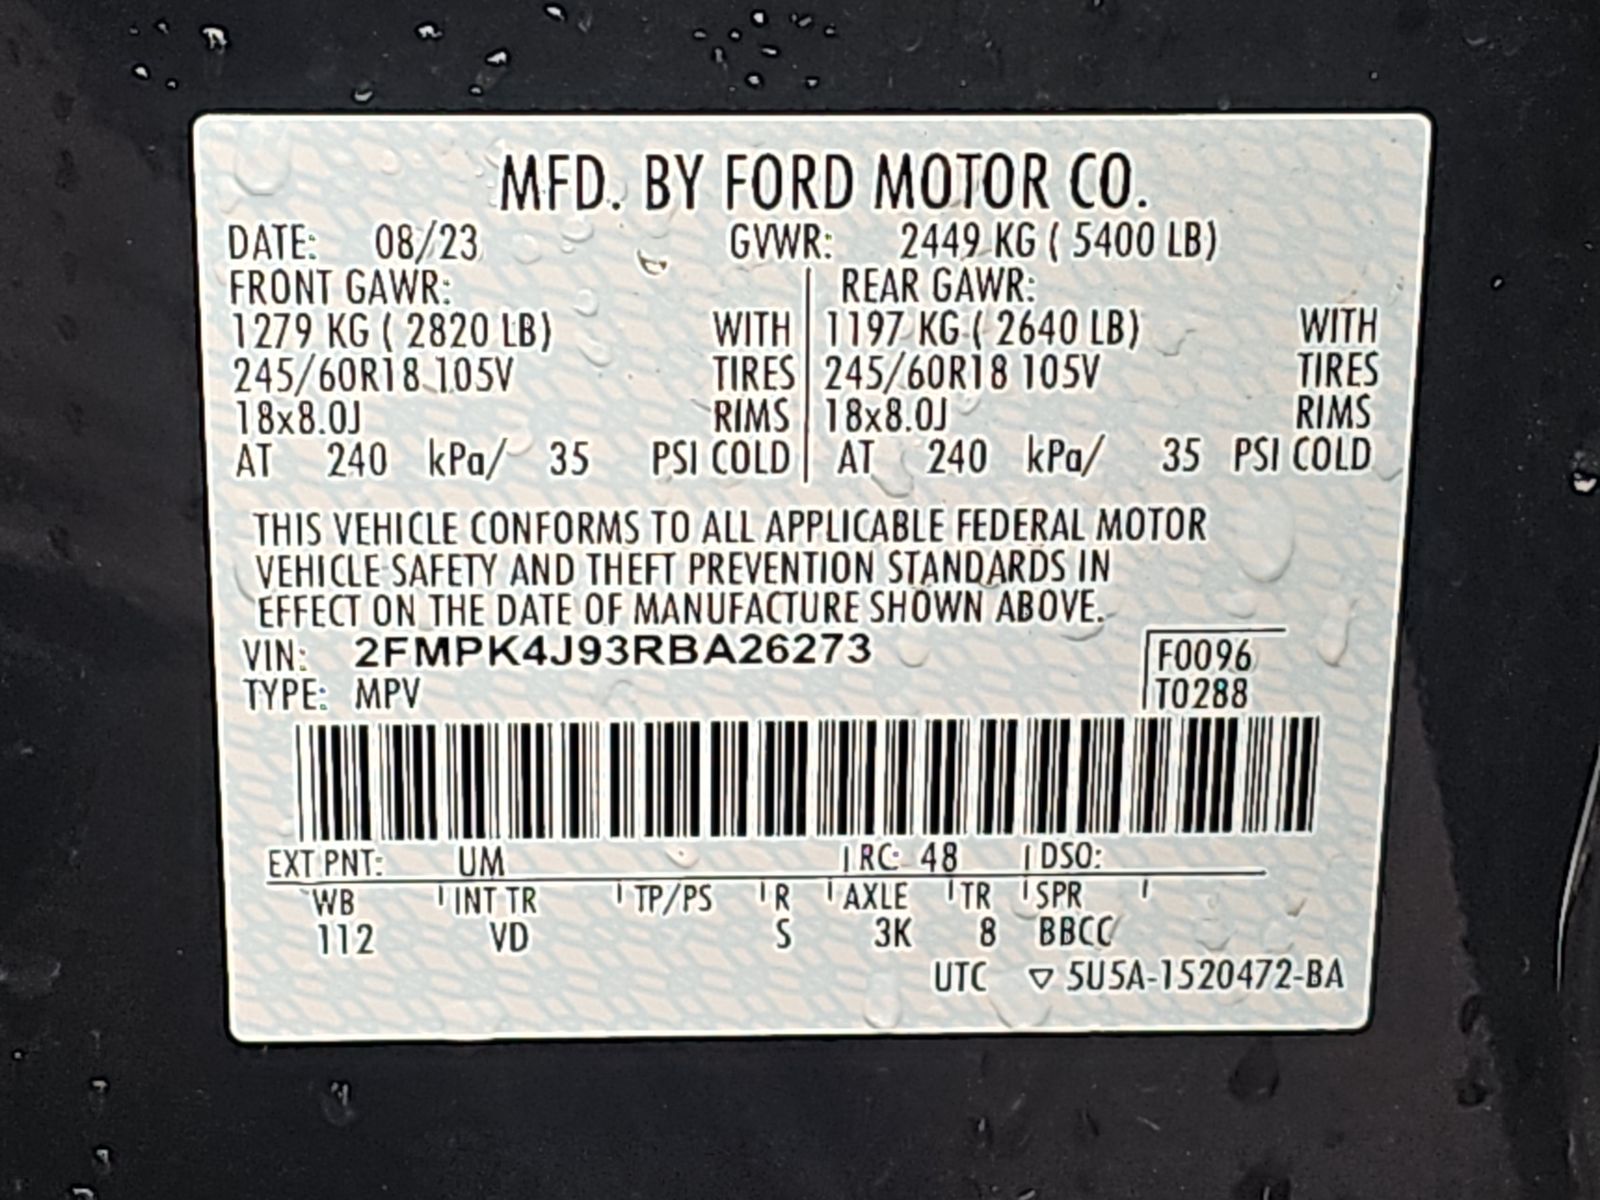 MFD. BY FORD MOTOR CO.
DATE: 08/23 GVWR: 2449 KG ( 5400 LB)
FRONT GAWR: REAR GAWR:
1279 KG ( 2820 LB) WITH 1197 KG ( 2640 LB) WITH
245/60R18 105V TIRES 245/60R18 105V TIRES
18x8.0J RIMS 18x8.0J RIMS
AT 240 kPa/ 35 PSI COLD AT 240 kPa/ 35 PSI COLD
THIS VEHICLE CONFORMS TO ALL APPLICABLE FEDERAL MOTOR
VEHICLE SAFETY AND THEFT PREVENTION STANDARDS IN
EFFECT ON THE DATE OF MANUFACTURE SHOWN ABOVE.
VIN: 2FMPK4J93RBA26273 F0096
TYPE: MPV T0288
EXT PNT: UM RC: 48 DSO:
WB INT TR TP/PS R AXLE TR SPR
112 VD S 3K 8 BBCC
UTC ▽ 5U5A-1520472-BA